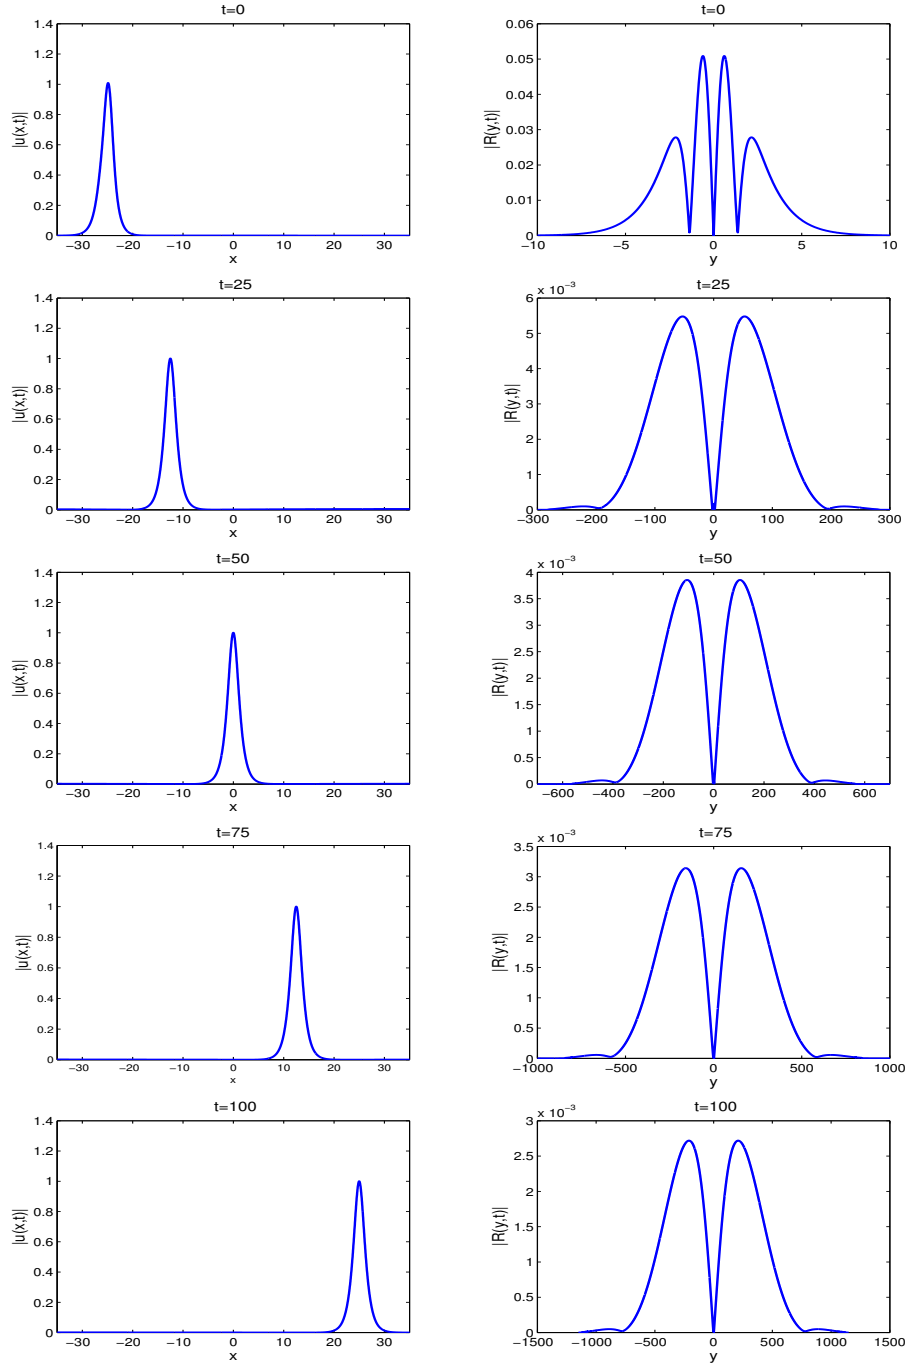 t=0
1.4
1.2
1
0.8
0.6
0.4
0.2
0
−30 −20 −10 0 10 20 30
x
|u(x,t)|
t=0
0.06
0.05
0.04
0.03
0.02
0.01
0
−10 −5 0 5 10
y
|R(y,t)|
t=25
1.4
1.2
1
0.8
0.6
0.4
0.2
0
−30 −20 −10 0 10 20 30
x
|u(x,t)|
t=25
x 10⁻³
6
5
4
3
2
1
0
−300 −200 −100 0 100 200 300
y
|R(y,t)|
t=50
1.4
1.2
1
0.8
0.6
0.4
0.2
0
−30 −20 −10 0 10 20 30
x
|u(x,t)|
t=50
x 10⁻³
4
3.5
3
2.5
2
1.5
1
0.5
0
−600 −400 −200 0 200 400 600
y
|R(y,t)|
t=75
1.4
1.2
1
0.8
0.6
0.4
0.2
0
−30 −20 −10 0 10 20 30
x
|u(x,t)|
t=75
x 10⁻³
3.5
3
2.5
2
1.5
1
0.5
0
−1000 −500 0 500 1000
y
|R(y,t)|
t=100
1.4
1.2
1
0.8
0.6
0.4
0.2
0
−30 −20 −10 0 10 20 30
x
|u(x,t)|
t=100
x 10⁻³
3
2.5
2
1.5
1
0.5
0
−1500 −1000 −500 0 500 1000 1500
y
|R(y,t)|